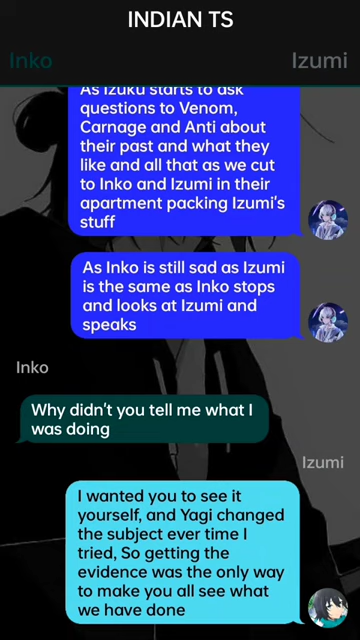 INDIAN TS
Inko
Izumi
As Izuku starts to ask
questions to Venom,
Carnage and Anti about
their past and what they
like and all that as we cut
to Inko and Izumi in their
apartment packing Izumi's
stuff
As Inko is still sad as Izumi
is the same as Inko stops
and looks at Izumi and
speaks
Inko
Why didn't you tell me what I
was doing
Izumi
I wanted you to see it
yourself, and Yagi changed
the subject ever time I
tried, So getting the
evidence was the only way
to make you all see what
we have done